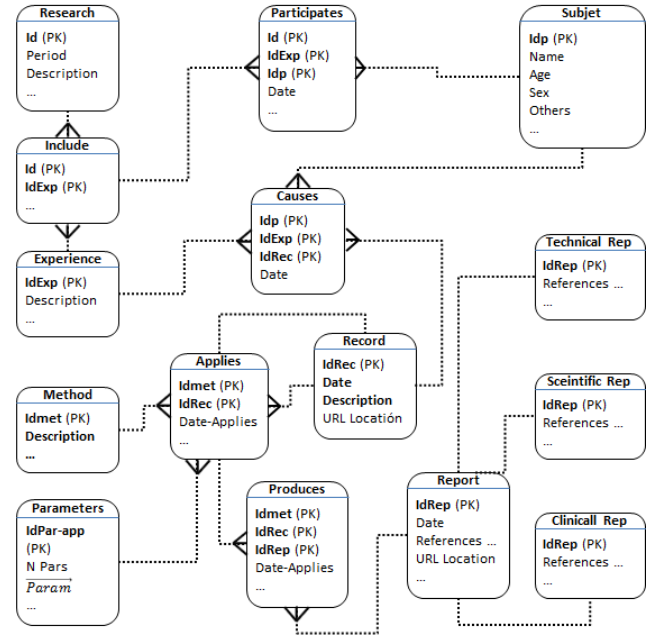 Research
Id (PK)
Period
Description
...
Participates
Id (PK)
IdExp (PK)
Idp (PK)
Date
...
Subjet
Idp (PK)
Name
Age
Sex
Others
...
Include
Id (PK)
IdExp (PK)
...
Causes
Idp (PK)
IdExp (PK)
IdRec (PK)
Date
Experience
IdExp (PK)
Description
...
Technical Rep
IdRep (PK)
References ...
...
Applies
Idmet (PK)
IdRec (PK)
Date-Applies
...
Record
IdRec (PK)
Date
Description
URL Locatión
Method
Idmet (PK)
Description
...
Sceintific Rep
IdRep (PK)
References ...
...
Parameters
IdPar-app
(PK)
N Pars
Param
...
Produces
Idmet (PK)
IdRec (PK)
IdRep (PK)
Date-Applies
...
Report
IdRep (PK)
Date
References ...
URL Location
...
Clinicall Rep
IdRep (PK)
References ...
...